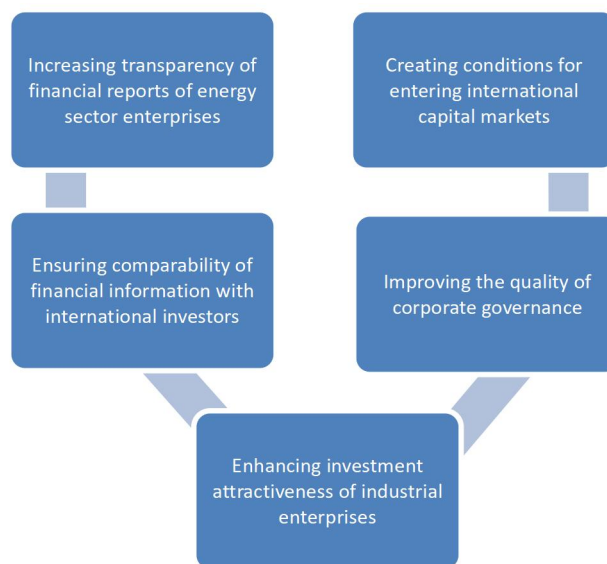 Increasing transparency of
financial reports of energy
sector enterprises
Creating conditions for
entering international
capital markets
Ensuring comparability of
financial information with
international investors
Improving the quality of
corporate governance
Enhancing investment
attractiveness of industrial
enterprises